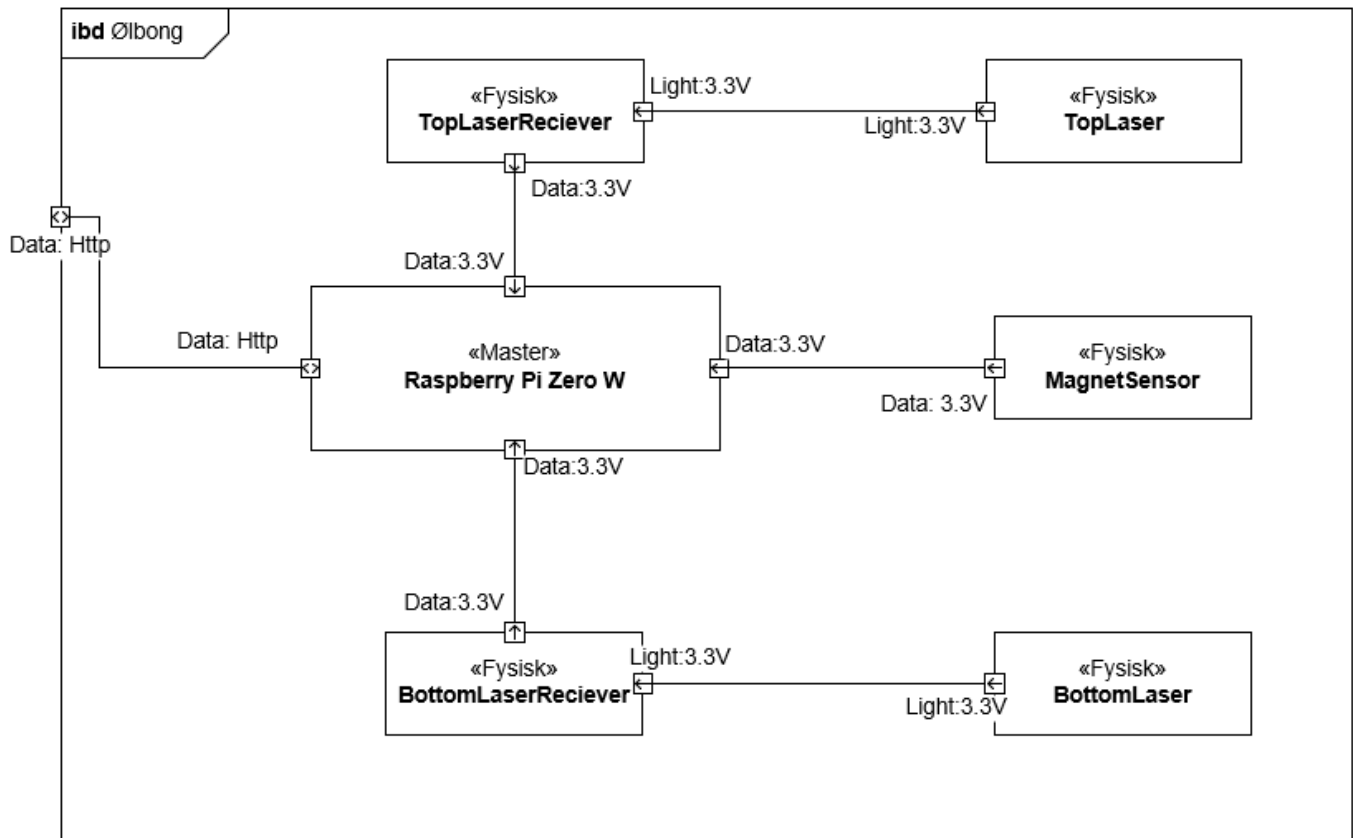 ibd Ølbong
«Fysisk»
TopLaserReciever
Light:3.3V
Light:3.3V
«Fysisk»
TopLaser
Data:3.3V
Data: Http
Data:3.3V
Data: Http
«Master»
Raspberry Pi Zero W
Data:3.3V
Data: 3.3V
«Fysisk»
MagnetSensor
Data:3.3V
Data:3.3V
«Fysisk»
BottomLaserReciever
Light:3.3V
Light:3.3V
«Fysisk»
BottomLaser